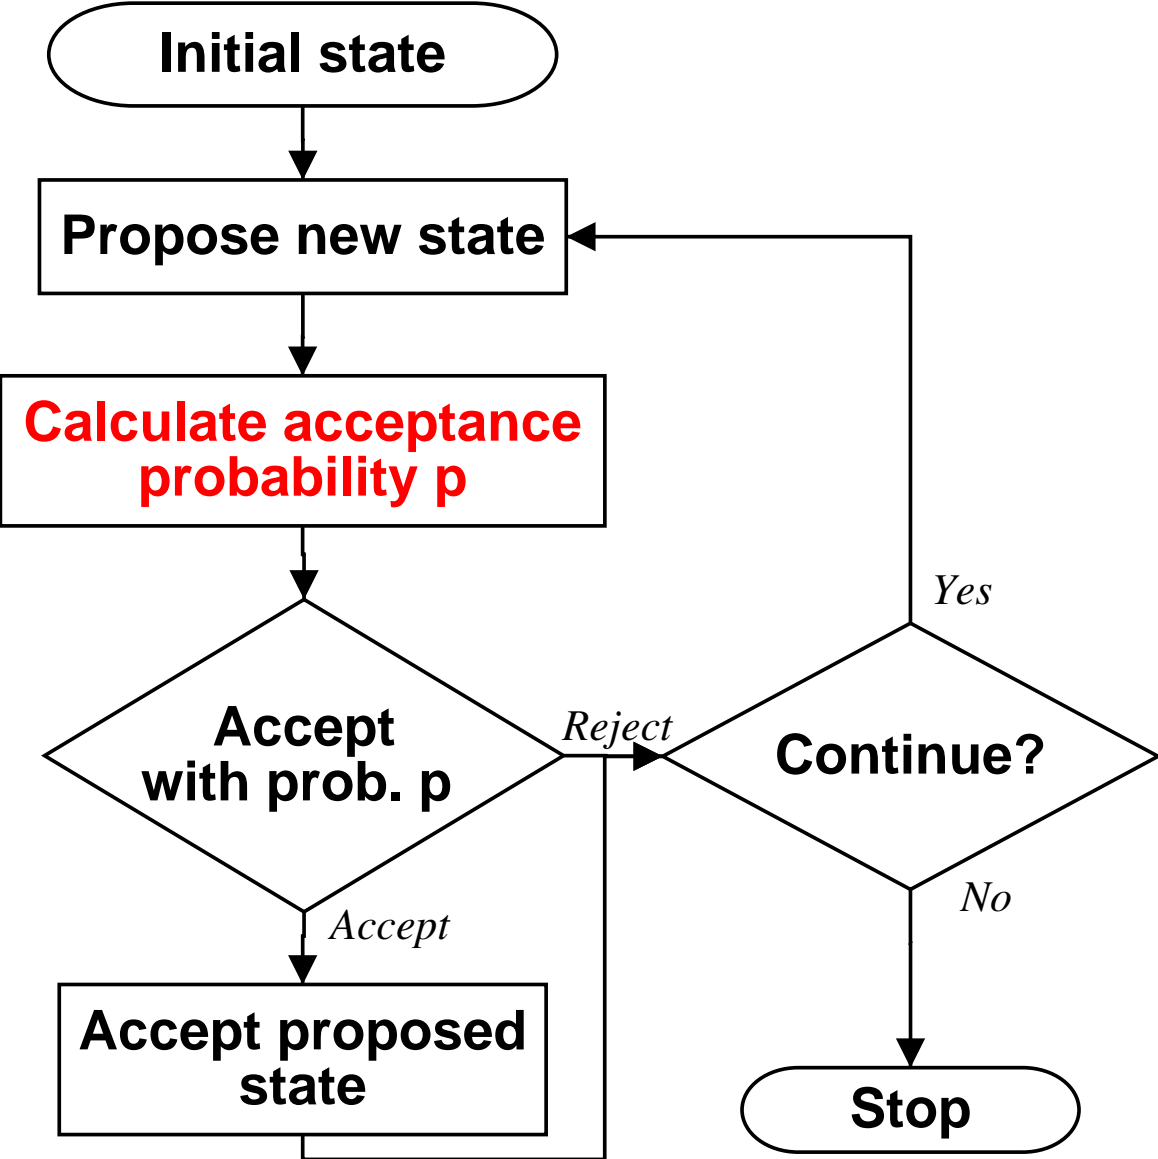 Initial state
Propose new state
Calculate acceptance
probability p
Accept
with prob. p
Reject
Accept
Accept proposed
state
Continue?
Yes
No
Stop